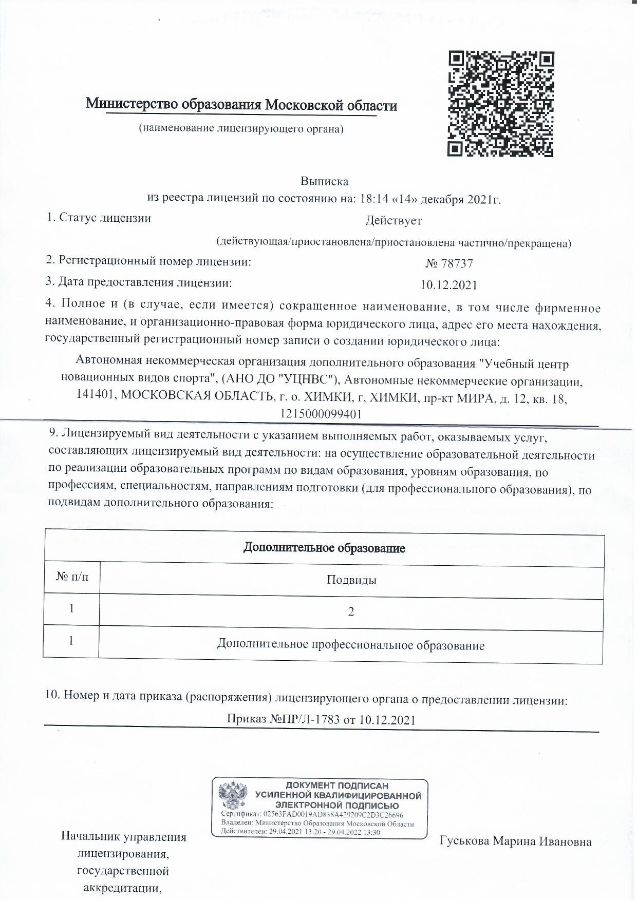 Министерство образования Московской области
(наименование лицензирующего органа)
Выписка
из реестра лицензий по состоянию на: 18:14 «14» декабря 2021г.
1. Статус лицензии Действует
(действующая/приостановлена/приостановлена частично/прекращена)
2. Регистрационный номер лицензии: № 78737
3. Дата предоставления лицензии: 10.12.2021
4. Полное и (в случае, если имеется) сокращенное наименование, в том числе фирменное
наименование, и организационно-правовая форма юридического лица, адрес его места нахождения,
государственный регистрационный номер записи о создании юридического лица:
Автономная некоммерческая организация дополнительного образования "Учебный центр
новационных видов спорта", (АНО ДО "УЦНВС"), Автономные некоммерческие организации,
141401, МОСКОВСКАЯ ОБЛАСТЬ, г. о. ХИМКИ, г. ХИМКИ, пр-кт МИРА, д. 12, кв. 18,
1215000099401
9. Лицензируемый вид деятельности с указанием выполняемых работ, оказываемых услуг,
составляющих лицензируемый вид деятельности: на осуществление образовательной деятельности
по реализации образовательных программ по видам образования, уровням образования, по
профессиям, специальностям, направлениям подготовки (для профессионального образования), по
подвидам дополнительного образования:
Дополнительное образование
№ п/п Подвиды
1 2
1 Дополнительное профессиональное образование
10. Номер и дата приказа (распоряжения) лицензирующего органа о предоставлении лицензии:
Приказ №ПР/Л-1783 от 10.12.2021
ДОКУМЕНТ ПОДПИСАН
УСИЛЕННОЙ КВАЛИФИЦИРОВАННОЙ
ЭЛЕКТРОННОЙ ПОДПИСЬЮ
Сертификат:
Владелец: Министерство Образования Московской Области
Действителен: 29.04.2021 13:20 - 29.04.2022 13:30
Начальник управления
лицензирования,
государственной
аккредитации,
Гуськова Марина Ивановна